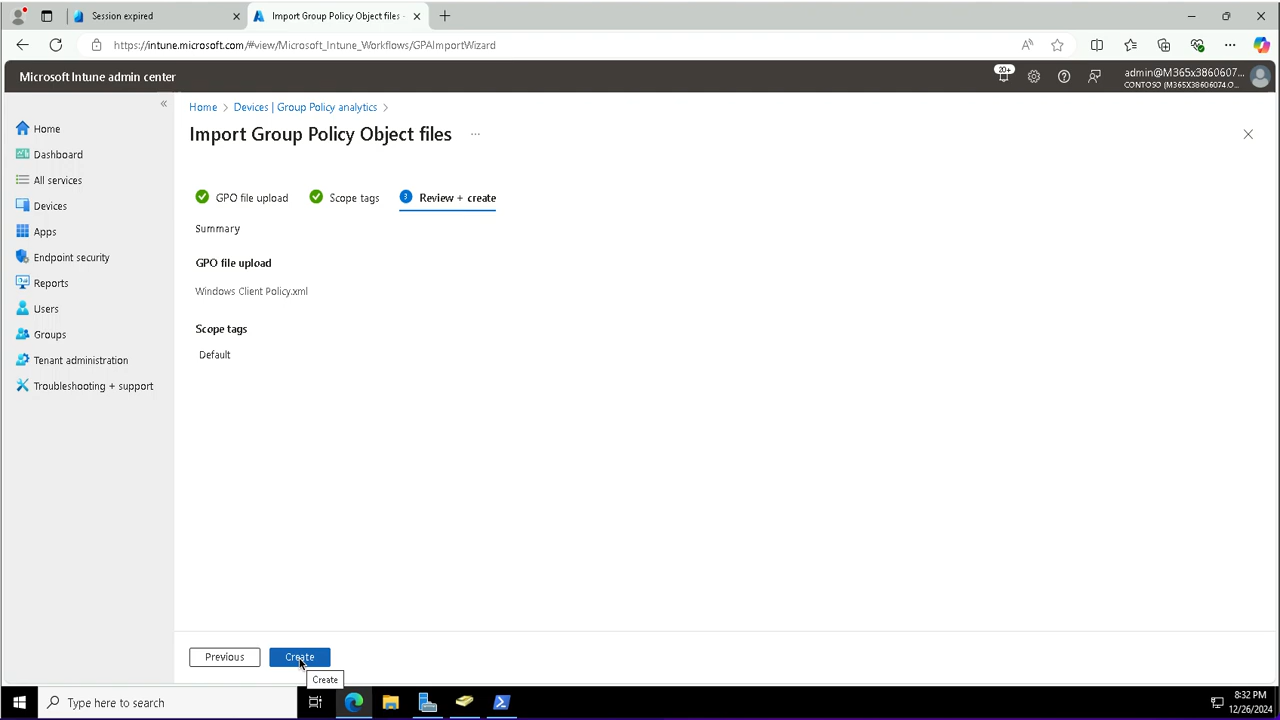 Session expired
Import Group Policy Object files -
https://intune.microsoft.com/#view/Microsoft_Intune_Workflows/GPAImportWizard
Microsoft Intune admin center
20+
admin@M365x3860607...
CONTOSO (M365X38606074.O...
Home
Dashboard
All services
Devices
Apps
Endpoint security
Reports
Users
Groups
Tenant administration
Troubleshooting + support
Home > Devices | Group Policy analytics >
Import Group Policy Object files ...
GPO file upload
Scope tags
3 Review + create
Summary
GPO file upload
Windows Client Policy.xml
Scope tags
Default
Previous
Create
Create
Type here to search
8:32 PM
12/26/2024